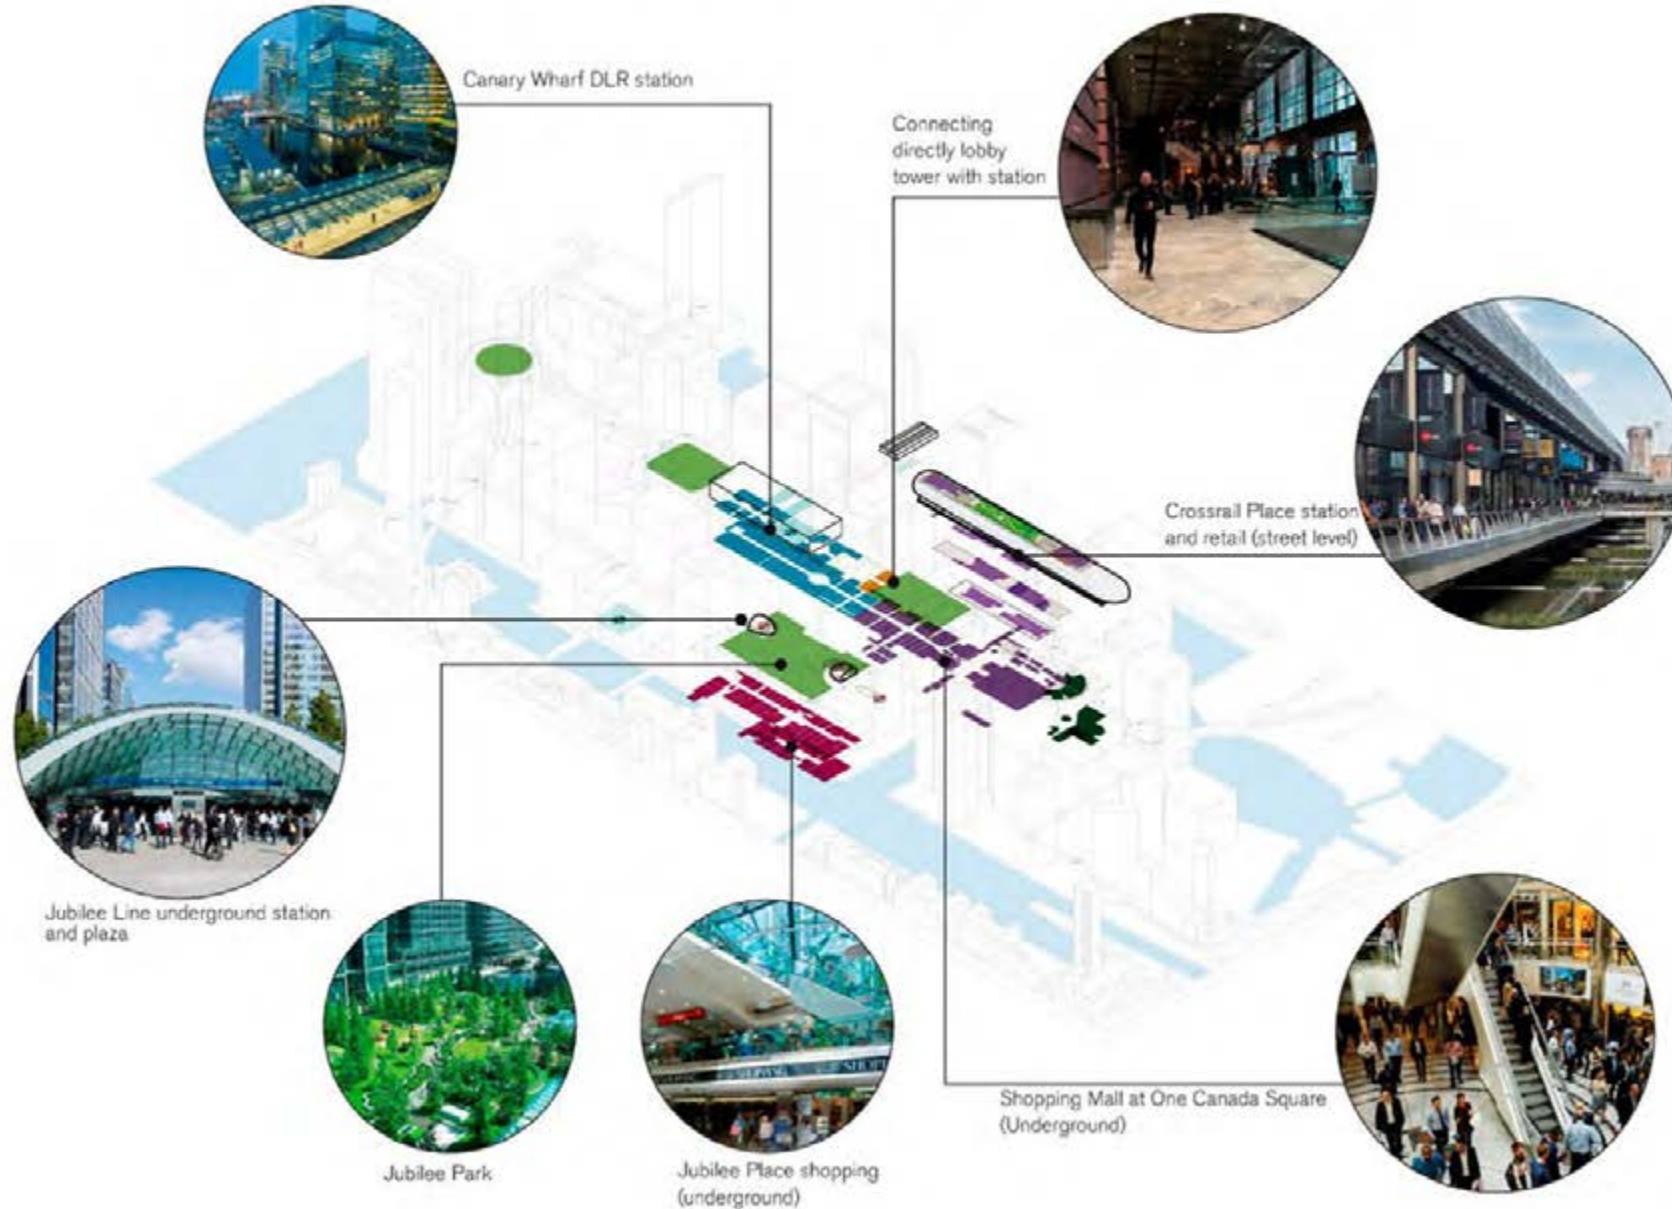 Canary Wharf DLR station
Connecting
directly lobby
tower with station
Crossrail Place station
and retail (street level)
Jubilee Line underground station
and plaza
Jubilee Park
Jubilee Place shopping
(underground)
Shopping Mall at One Canada Square
(Underground)